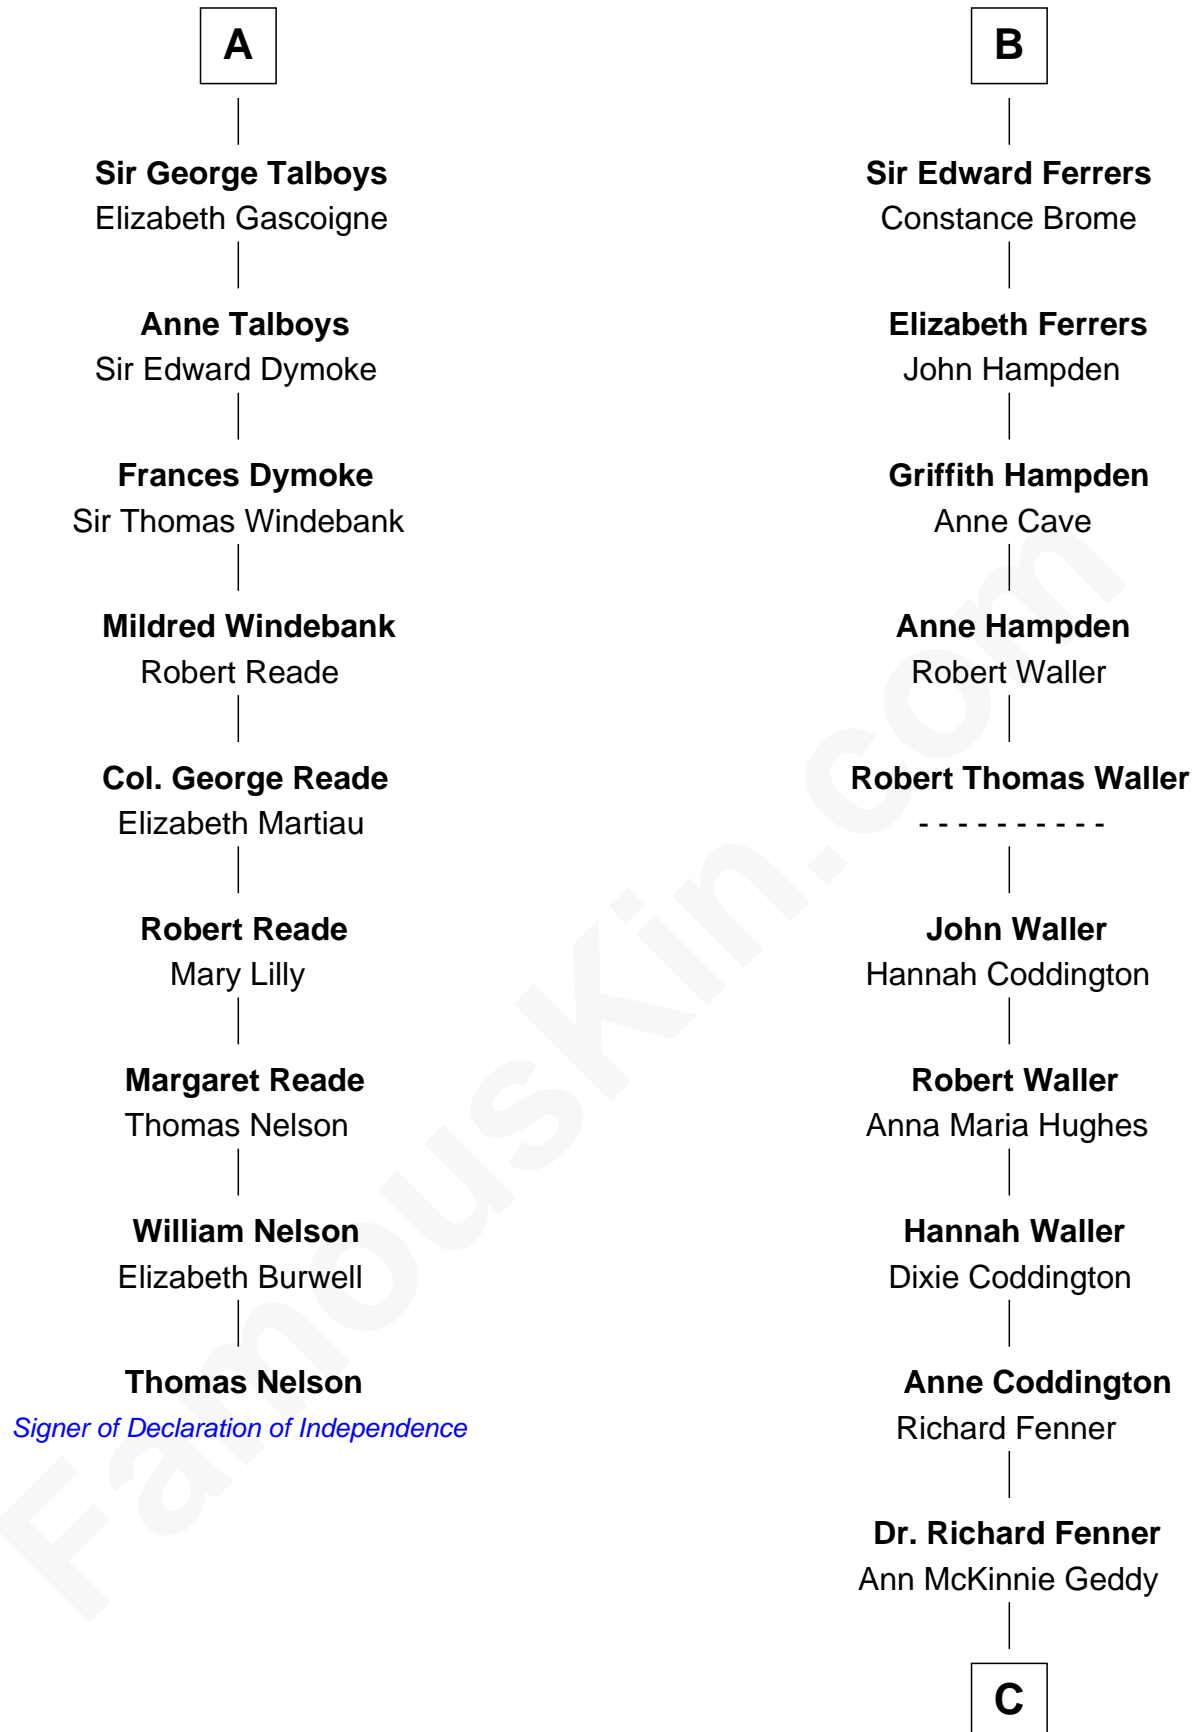 A
Sir George Talboys
Elizabeth Gascoigne
Anne Talboys
Sir Edward Dymoke
Frances Dymoke
Sir Thomas Windebank
Mildred Windebank
Robert Reade
Col. George Reade
Elizabeth Martiau
Robert Reade
Mary Lilly
Margaret Reade
Thomas Nelson
William Nelson
Elizabeth Burwell
Thomas Nelson
Signer of Declaration of Independence
B
Sir Edward Ferrers
Constance Brome
Elizabeth Ferrers
John Hampden
Griffith Hampden
Anne Cave
Anne Hampden
Robert Waller
Robert Thomas Waller
- - - - - - - - - -
John Waller
Hannah Coddington
Robert Waller
Anna Maria Hughes
Hannah Waller
Dixie Coddington
Anne Coddington
Richard Fenner
Dr. Richard Fenner
Ann McKinnie Geddy
C
FamousKin.com